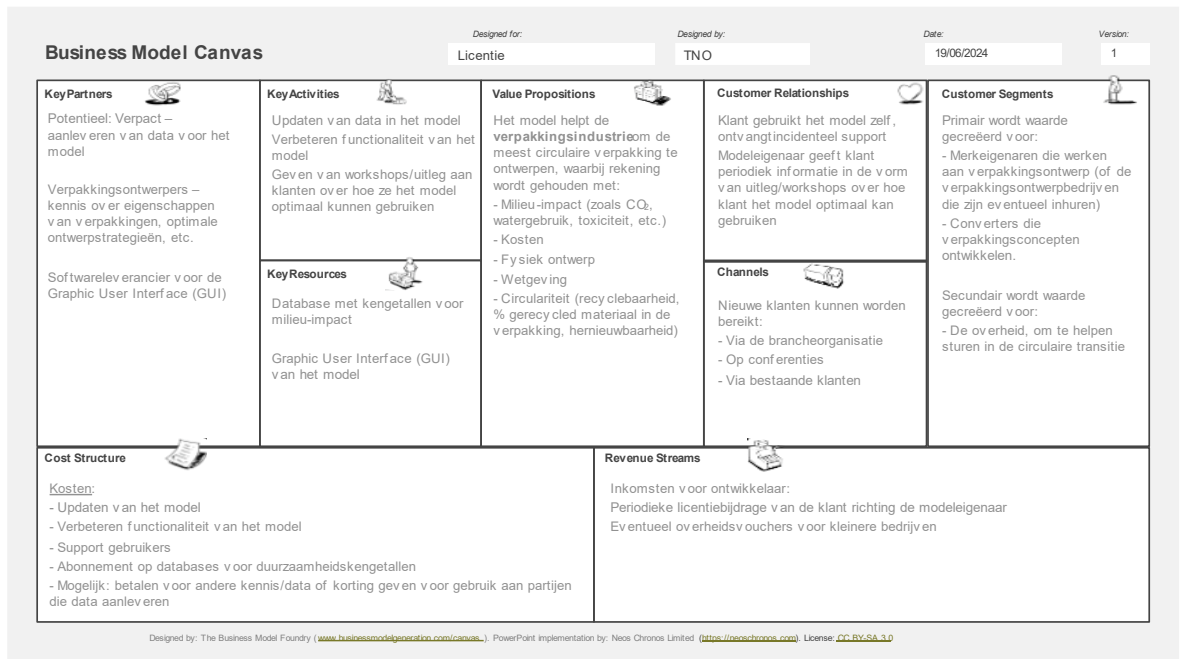 Designed for:
Designed by:
Date:
Version:
Business Model Canvas
Licentie
TNO
19/06/2024
1
Key Partners
Potentieel: Verpact –
aanleveren van data voor het
model
Verpakkingsontwerpers –
kennis over eigenschappen
van verpakkingen, optimale
ontwerpstrategieën, etc.
Softwareleverancier voor de
Graphic User Interface (GUI)
Key Activities
Updaten van data in het model
Verbeteren functionaliteit van het
model
Geven van workshops/uitleg aan
klanten over hoe ze het model
optimaal kunnen gebruiken
Key Resources
Database met kengetallen voor
milieu-impact
Graphic User Interface (GUI)
van het model
Value Propositions
Het model helpt de
verpakkingsindustrie om de
meest circulaire verpakking te
ontwerpen, waarbij rekening
wordt gehouden met:
- Milieu-impact (zoals CO₂,
watergebruik, toxiciteit, etc.)
- Kosten
- Fysiek ontwerp
- Wetgeving
- Circulariteit (recyclebaarheid,
% gerecycled materiaal in de
verpakking, hernieuwbaarheid)
Customer Relationships
Klant gebruikt het model zelf,
ontvangt incidenteel support
Modeleigenaar geeft klant
periodiek informatie in de vorm
van uitleg/workshops over hoe
klant het model optimaal kan
gebruiken
Channels
Nieuwe klanten kunnen worden
bereikt:
- Via de brancheorganisatie
- Op conferenties
- Via bestaande klanten
Customer Segments
Primair wordt waarde
gecreëerd voor:
- Merkeigenaren die werken
aan verpakkingsontwerp (of de
verpakkingsontwerpbedrijven
die zijn eventueel inhuren)
- Converters die
verpakkingsconcepten
ontwikkelen.
Secundair wordt waarde
gecreëerd voor:
- De overheid, om te helpen
sturen in de circulaire transitie
Cost Structure
Kosten:
- Updaten van het model
- Verbeteren functionaliteit van het model
- Support gebruikers
- Abonnement op databases voor duurzaamheidskengetallen
- Mogelijk: betalen voor andere kennis/data of korting geven voor gebruik aan partijen
die data aanleveren
Revenue Streams
Inkomsten voor ontwikkelaar:
Periodieke licentiebijdrage van de klant richting de modeleigenaar
Eventueel overheidsvouchers voor kleinere bedrijven
Designed by: The Business Model Foundry (www.businessmodelgeneration.com/canvas). PowerPoint implementation by: Neos Chronos Limited (https://neoschronos.com). License: CC BY-SA 3.0